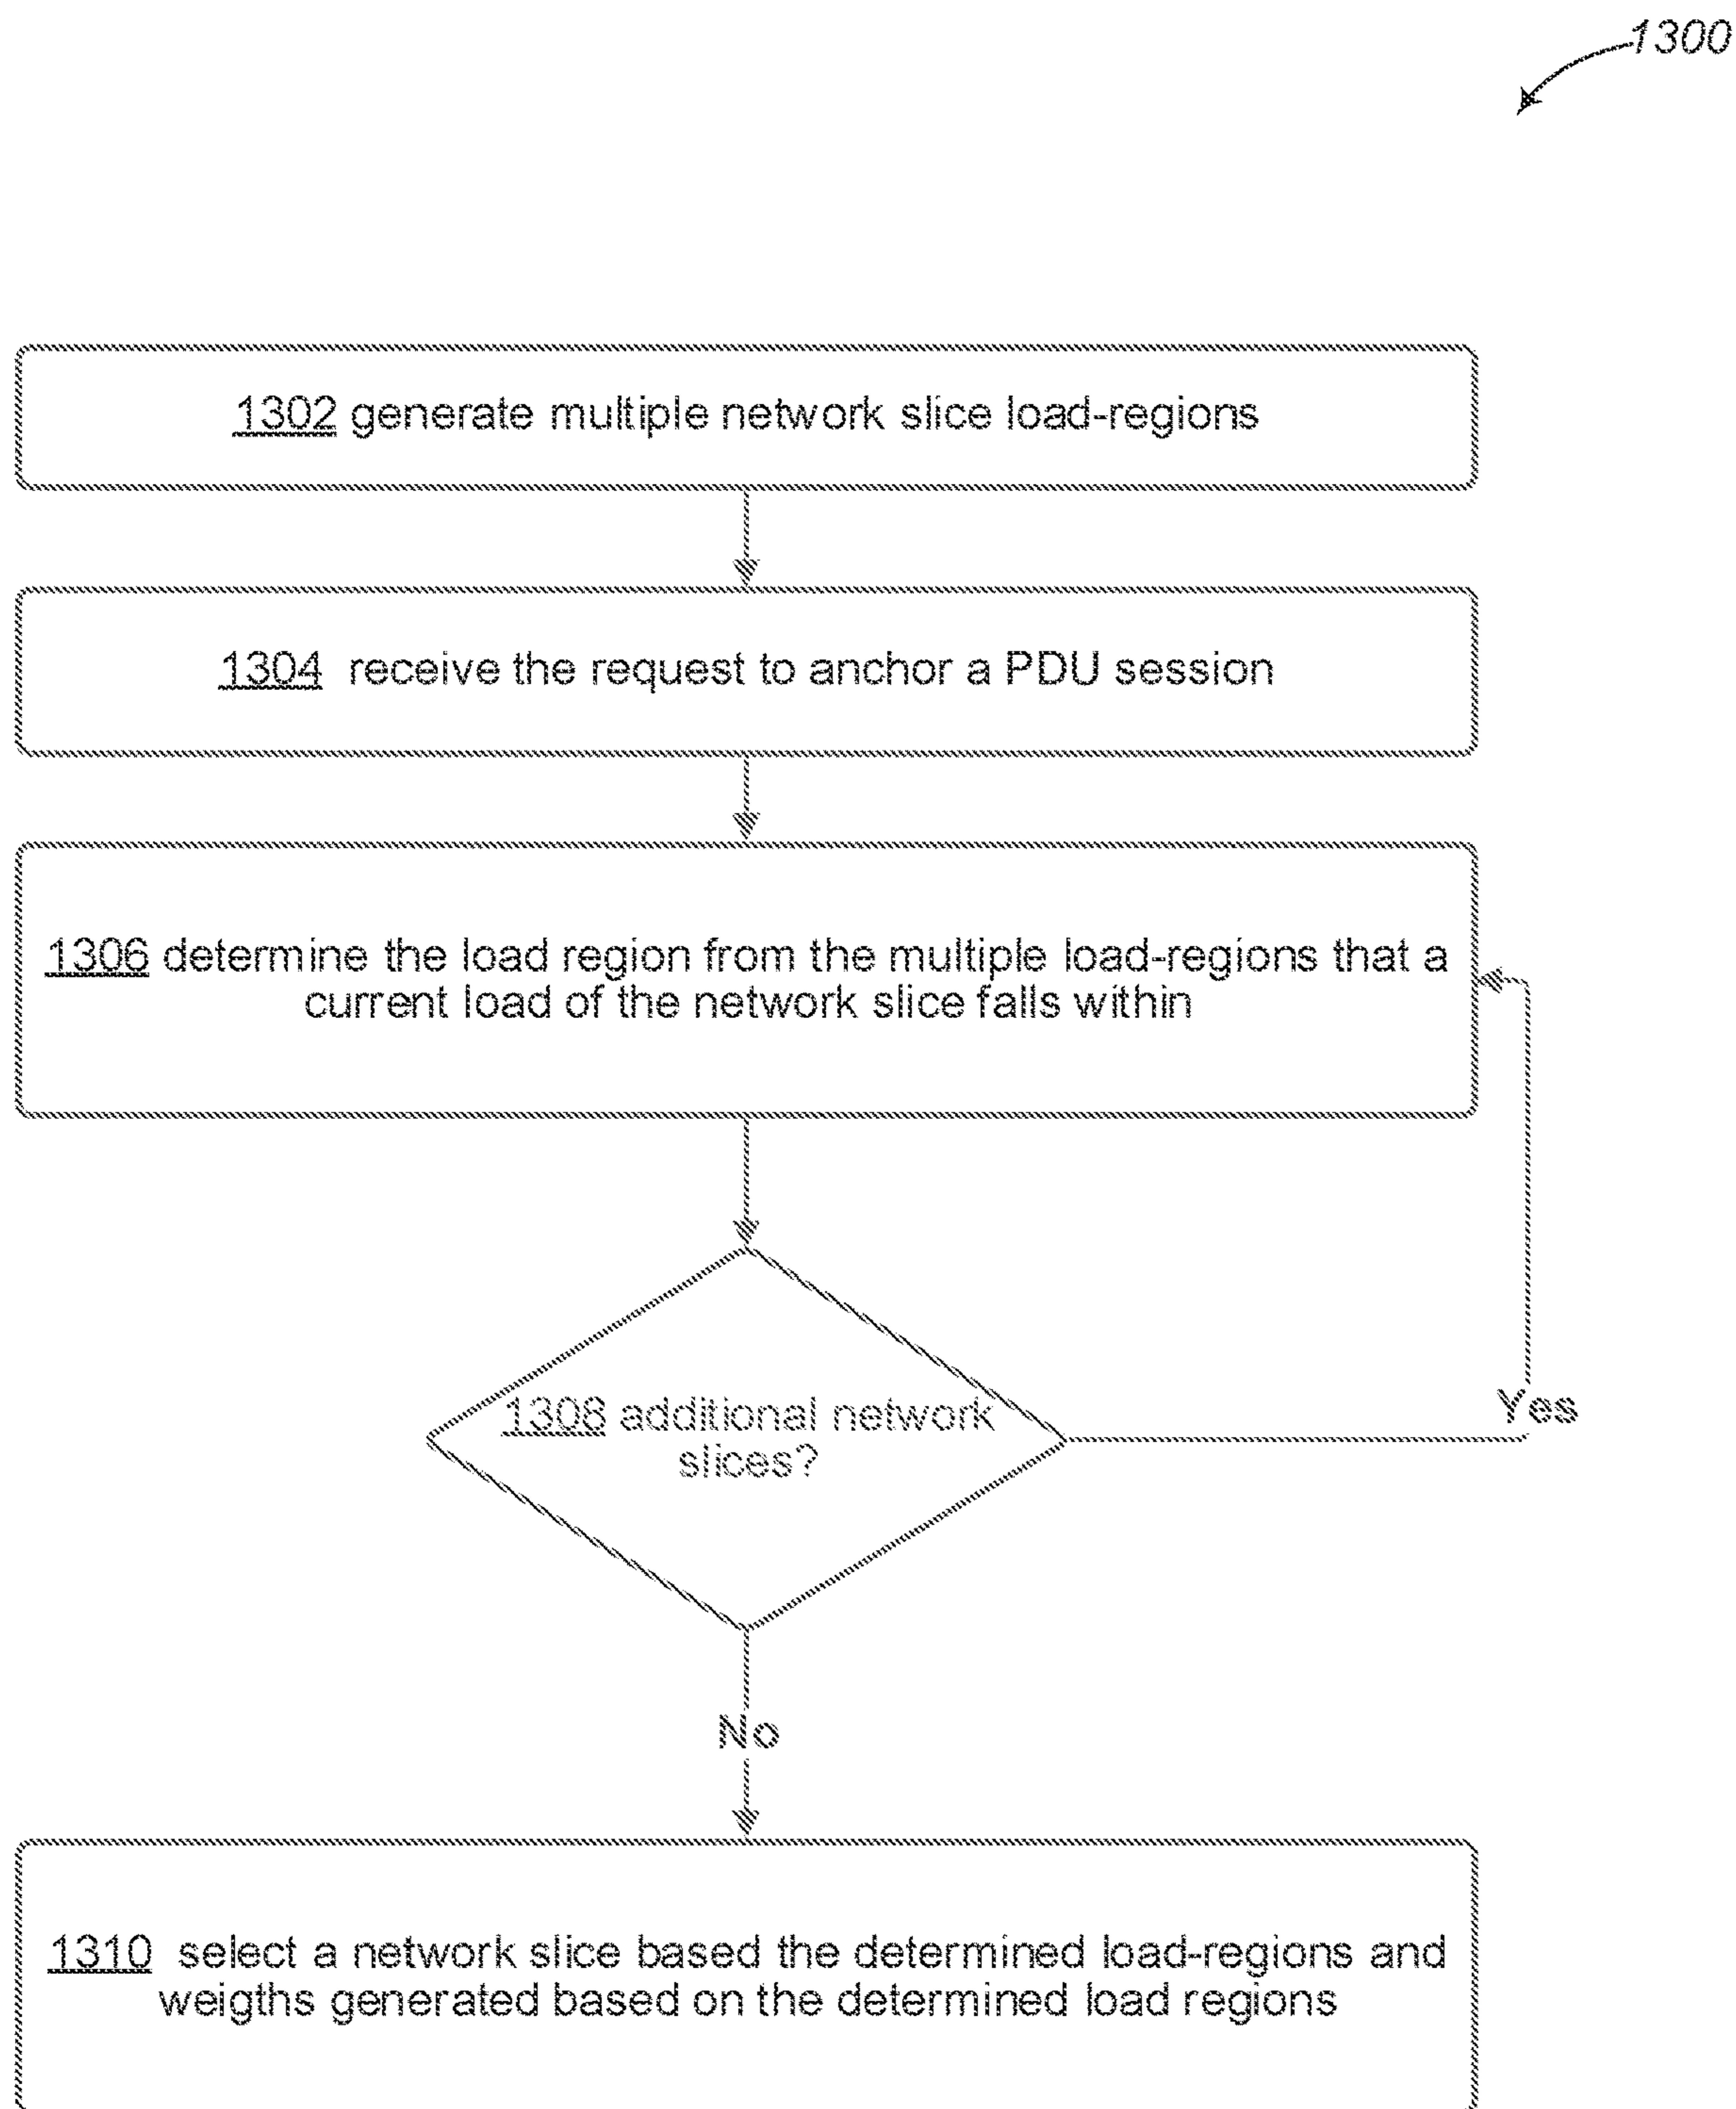 1300
1302 generate multiple network slice load-regions
1304 receive the request to anchor a PDU session
1306 determine the load region from the multiple load-regions that a
current load of the network slice falls within
1308 additional network
slices?
Yes
No
1310 select a network slice based the determined load-regions and
weigths generated based on the determined load regions